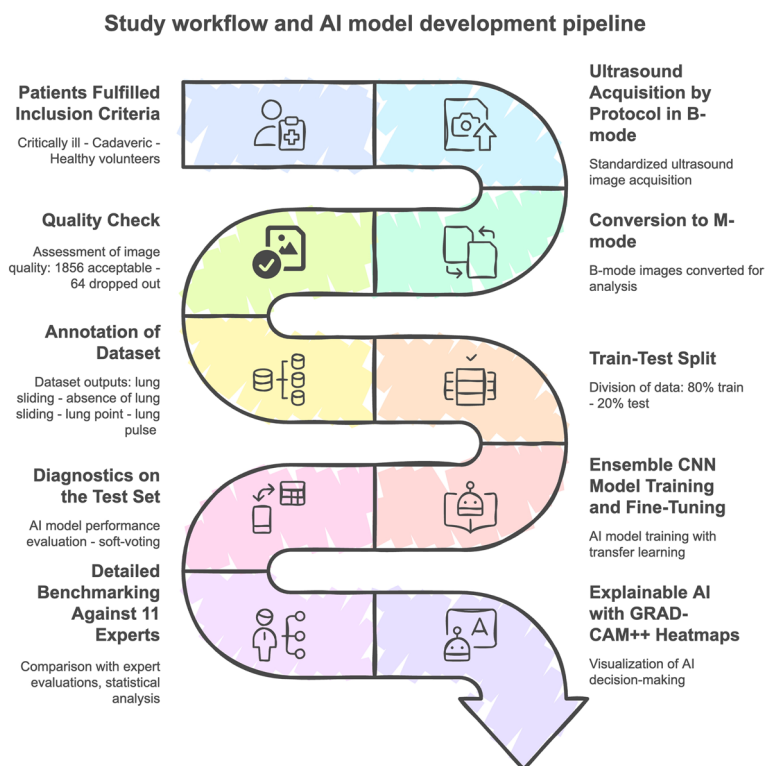 Study workflow and AI model development pipeline
Patients Fulfilled
Inclusion Criteria
Critically ill - Cadaveric -
Healthy volunteers
Ultrasound
Acquisition by
Protocol in B-
mode
Standardized ultrasound
image acquisition
Conversion to M-
mode
B-mode images converted for
analysis
Quality Check
Assessment of image
quality: 1856 acceptable -
64 dropped out
Annotation of
Dataset
Dataset outputs: lung
sliding - absence of lung
sliding - lung point - lung
pulse
Train-Test Split
Division of data: 80% train
- 20% test
Ensemble CNN
Model Training
and Fine-Tuning
AI model training with
transfer learning
Diagnostics on
the Test Set
AI model performance
evaluation - soft-voting
Detailed
Benchmarking
Against 11
Experts
Comparison with expert
evaluations, statistical
analysis
Explainable AI
with GRAD-
CAM++ Heatmaps
Visualization of AI
decision-making
A